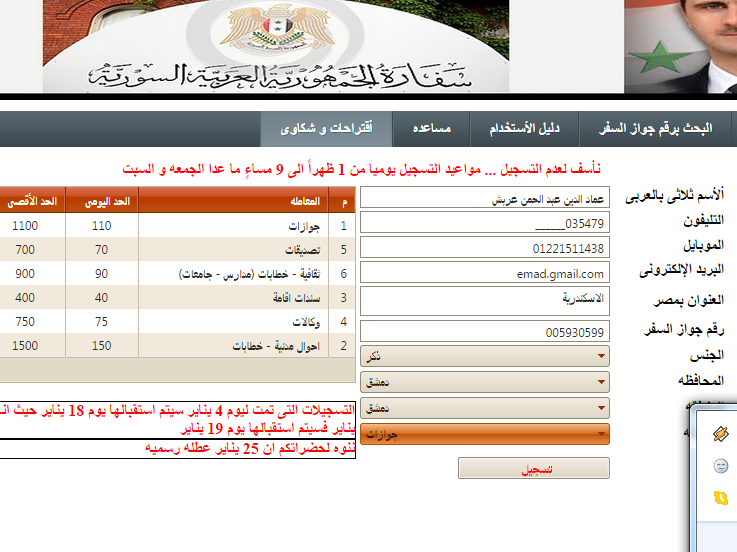 سفارة الجمهورية العربية السورية
البحث برقم جواز السفر
دليل الأستخدام
مساعده
أقتراحات و شكاوى
نأسف لعدم التسجيل ... مواعيد التسجيل يوميا من 1 ظهراً الى 9 مساءٍ ما عدا الجمعه و السبت
الأسم ثلاثى بالعربى
عماد الدين عبد الحمن عريش
التليفون
035479______
الموبايل
01221511438
البريد الإلكترونى
emad.gmail.com
العنوان بمصر
الاسكندرية
رقم جواز السفر
005930599
الجنس
ذكر
المحافظه
دمشق
دمشق
جوازات
تسجيل
م المعامله الحد اليومى الحد الأقصى
1 جوازات 110 1100
5 تصديقات 70 700
6 ثقافية - خطابات (مدارس - جامعات) 90 900
3 سندات اقامة 40 400
4 وكالات 75 750
2 احوال مدنية - خطابات 150 1500
التسجيلات التى تمت ليوم 4 يناير سيتم استقبالها يوم 18 يناير حيث
يناير فسيتم استقبالها يوم 19 يناير
ننوه لحضراتكم ان 25 يناير عطله رسميه